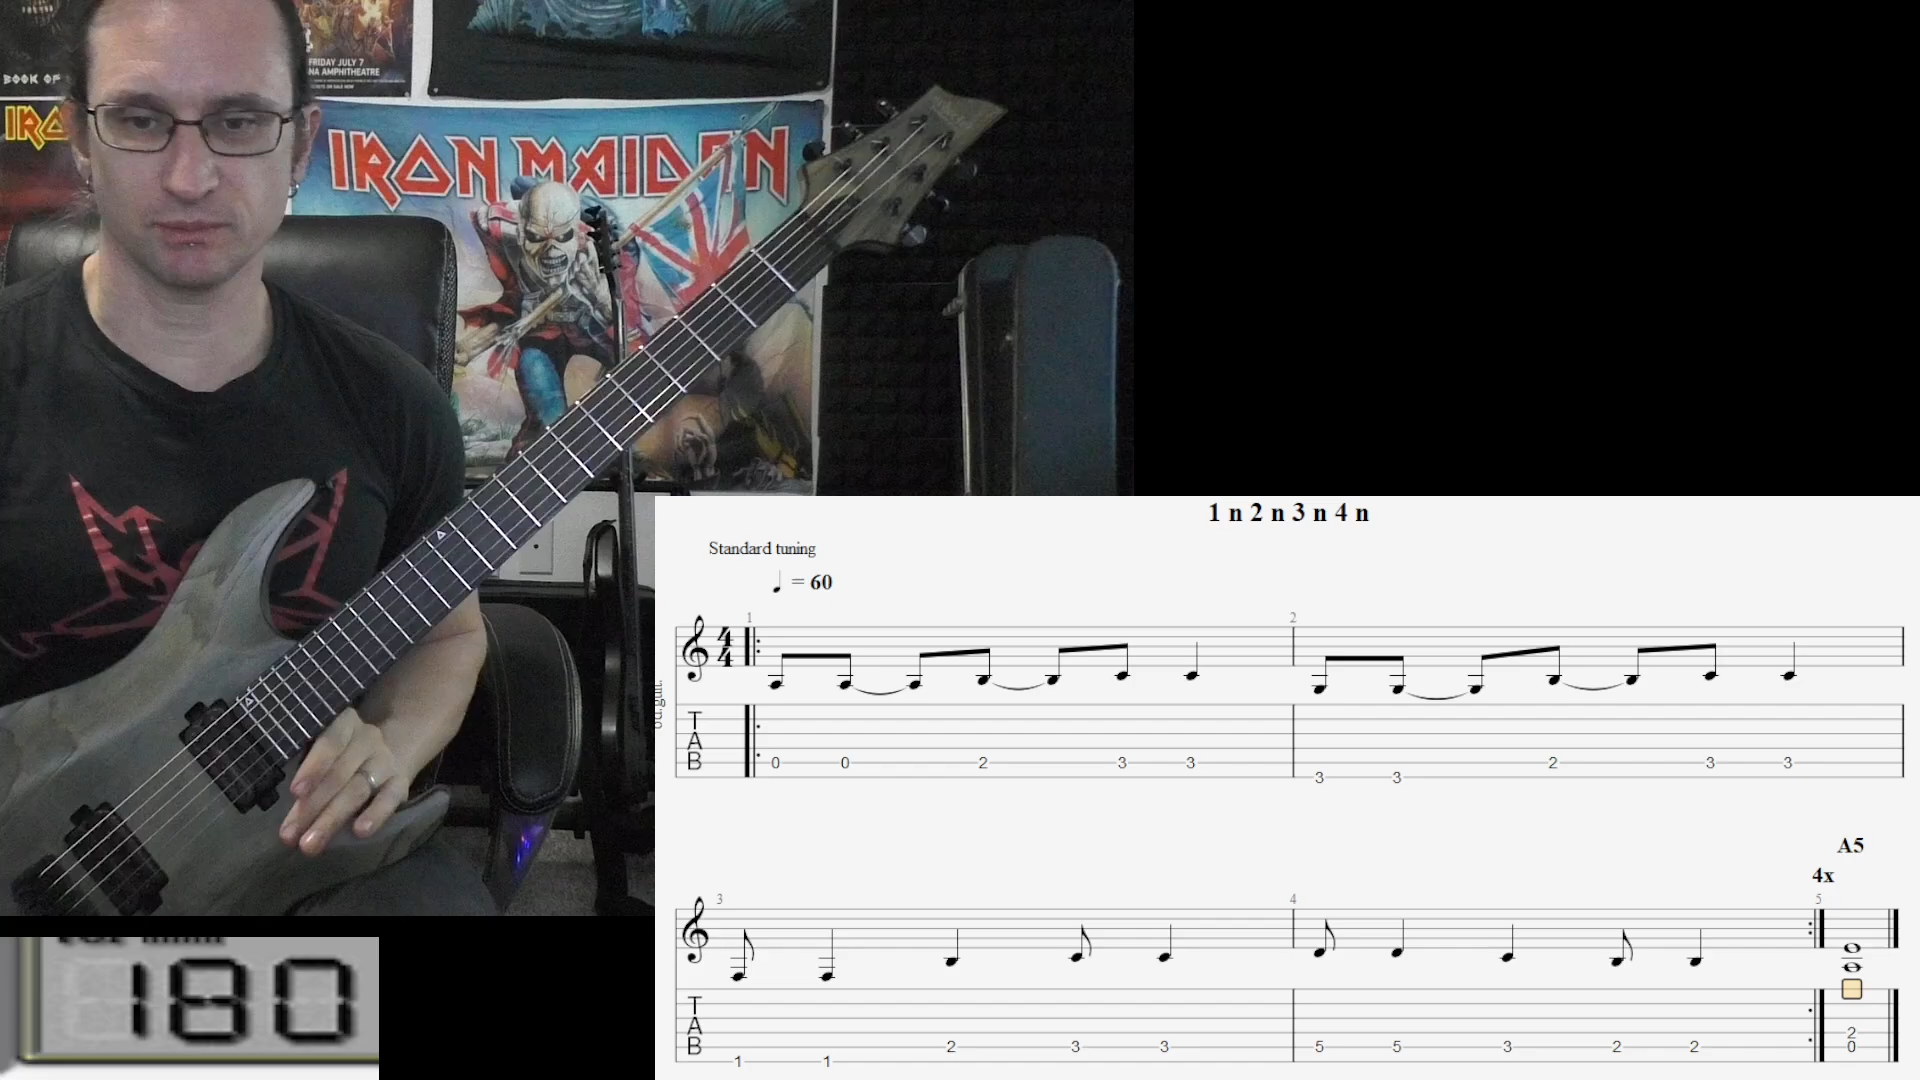 FRIDAY JULY 7
NA AMPHITHEATRE
BOOK OF
IRO
IRON MAIDEN
1 n 2 n 3 n 4 n
Standard tuning
= 60
1
2
4
4
T
A
B
0 0 2 3 3
3 3 2 3 3
A5
4x
3
4
5
T
A
B
1 1 2 3 3
5 5 3 2 2
2
0
180